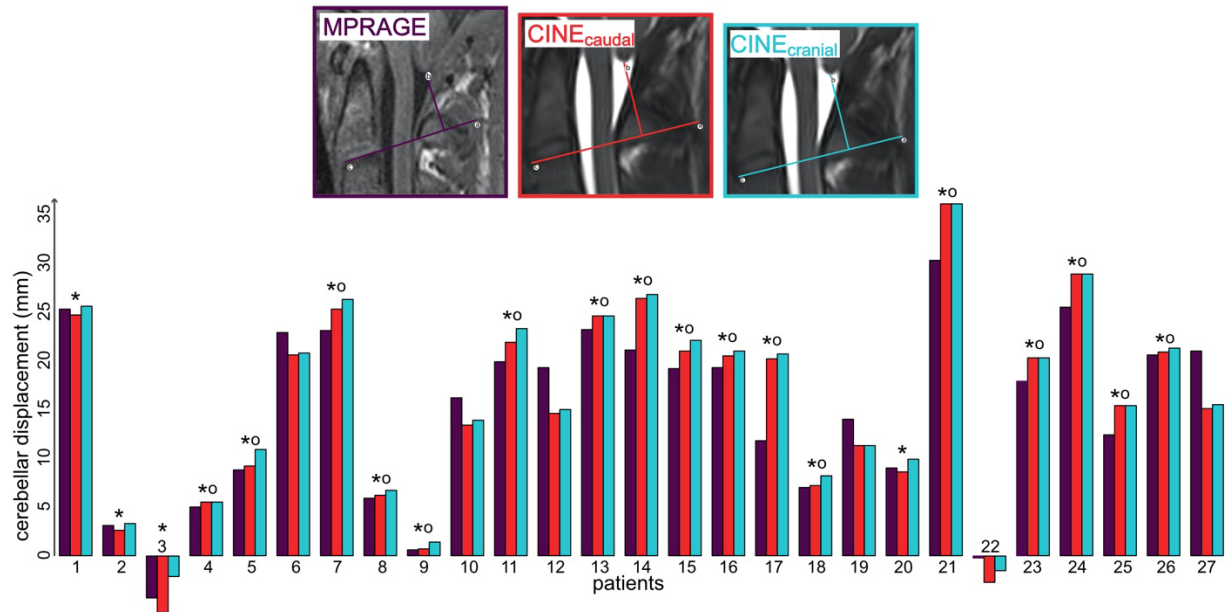 MPRAGE
CINEcaudal
CINEcranial
b
a
c
b
a
c
b
a
c
cerebellar displacement (mm)
35
30
25
20
15
10
5
0
* * * *o *o *o *o *o *o *o *o *o *o *o *o * *o *o *o *o *o
1 2 3 4 5 6 7 8 9 10 11 12 13 14 15 16 17 18 19 20 21 22 23 24 25 26 27
patients